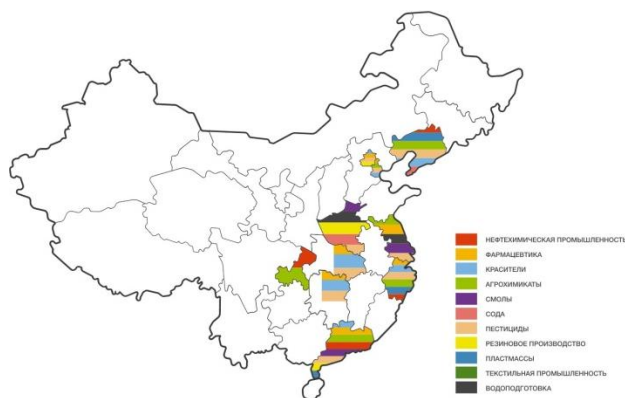 НЕФТЕХИМИЧЕСКАЯ ПРОМЫШЛЕННОСТЬ
ФАРМАЦЕВТИКА
КРАСИТЕЛИ
АГРОХИМИКАТЫ
СМОЛЫ
СОДА
ПЕСТИЦИДЫ
РЕЗИНОВОЕ ПРОИЗВОДСТВО
ПЛАСТМАССЫ
ТЕКСТИЛЬНАЯ ПРОМЫШЛЕННОСТЬ
ВОДОПОДГОТОВКА